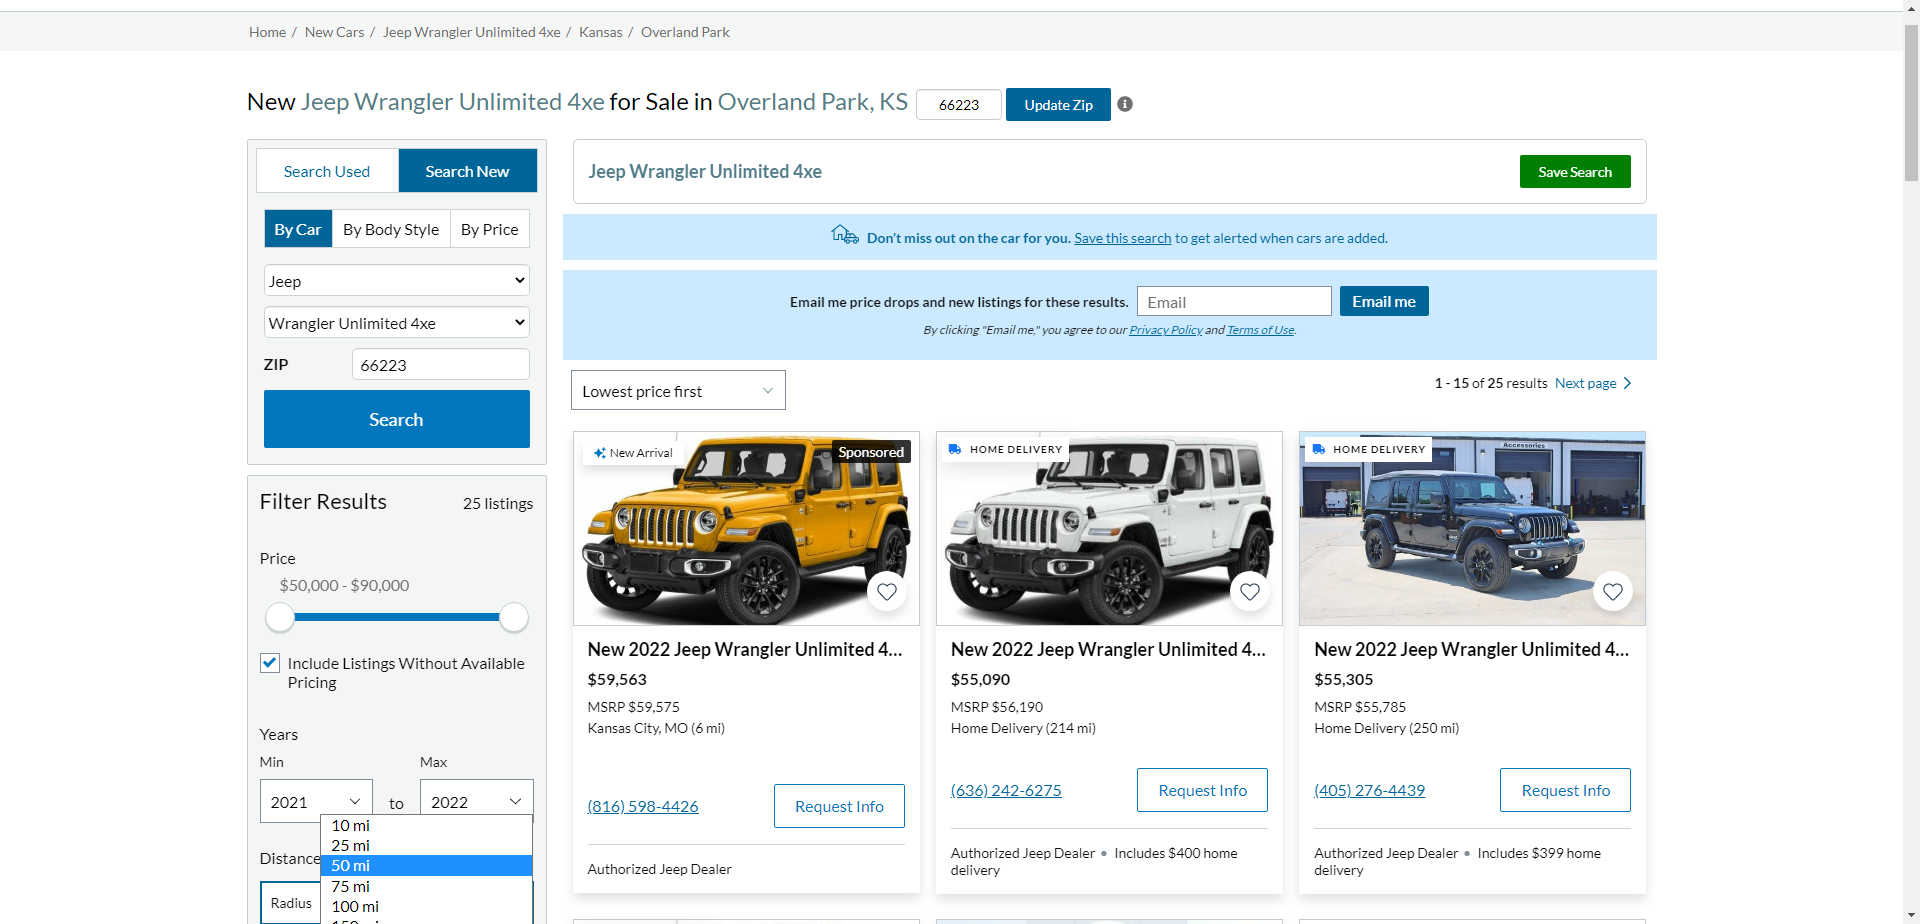 Home / New Cars / Jeep Wrangler Unlimited 4xe / Kansas / Overland Park
New Jeep Wrangler Unlimited 4xe for Sale in Overland Park, KS 66223 Update Zip
Search Used Search New
By Car By Body Style By Price
Jeep
Wrangler Unlimited 4xe
ZIP 66223
Search
Filter Results 25 listings
Price
$50,000 - $90,000
Include Listings Without Available
Pricing
Years
Min Max
2021 to 2022
Distance
Radius
10 mi
25 mi
50 mi
75 mi
100 mi
Jeep Wrangler Unlimited 4xe Save Search
Don't miss out on the car for you. Save this search to get alerted when cars are added.
Email me price drops and new listings for these results. Email Email me
By clicking "Email me," you agree to our Privacy Policy and Terms of Use.
Lowest price first 1 - 15 of 25 results Next page
New Arrival Sponsored
New 2022 Jeep Wrangler Unlimited 4...
$59,563
MSRP $59,575
Kansas City, MO (6 mi)
(816) 598-4426 Request Info
Authorized Jeep Dealer
HOME DELIVERY
New 2022 Jeep Wrangler Unlimited 4...
$55,090
MSRP $56,190
Home Delivery (214 mi)
(636) 242-6275 Request Info
Authorized Jeep Dealer • Includes $400 home
delivery
HOME DELIVERY
Accessories
New 2022 Jeep Wrangler Unlimited 4...
$55,305
MSRP $55,785
Home Delivery (250 mi)
(405) 276-4439 Request Info
Authorized Jeep Dealer • Includes $399 home
delivery